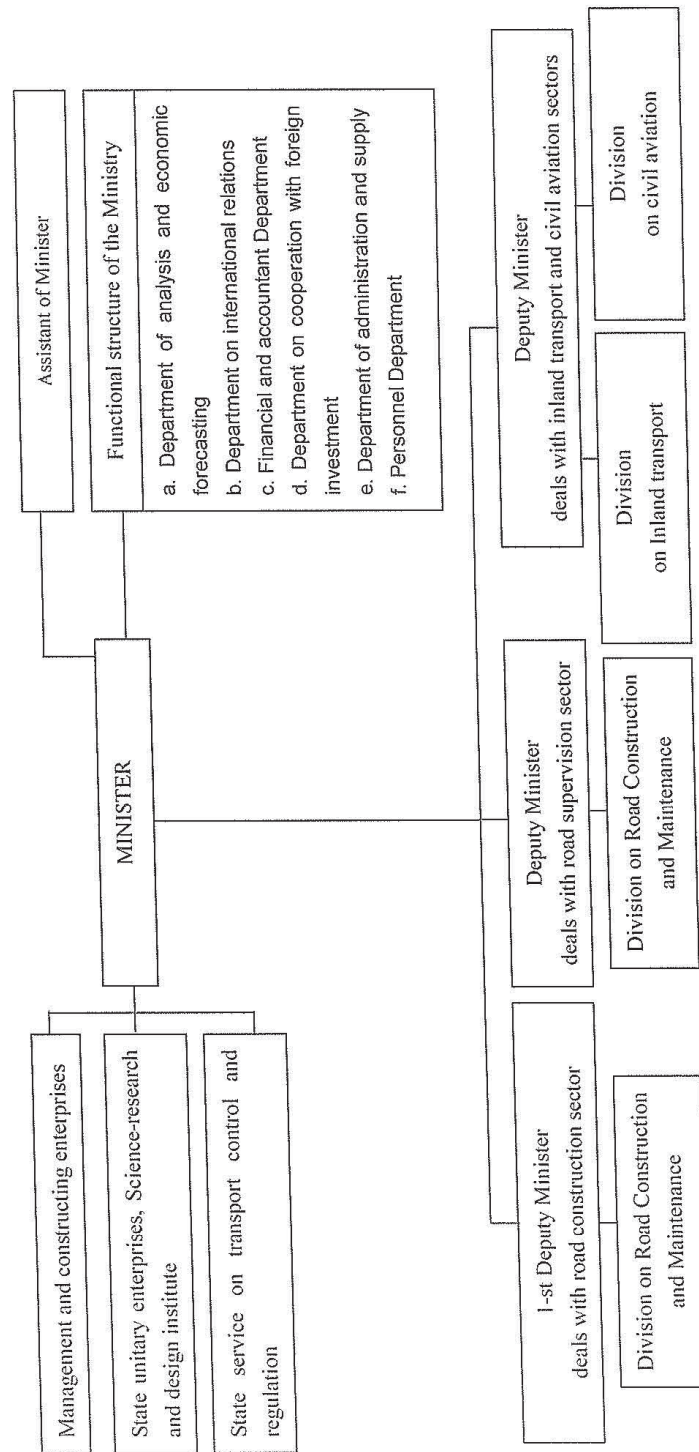 Assistant of Minister
Functional structure of the Ministry
a. Department of analysis and economic
forecasting
b. Department on international relations
c. Financial and accountant Department
d. Department on cooperation with foreign
investment
e. Department of administration and supply
f. Personnel Department
MINISTER
Management and constructing enterprises
State unitary enterprises, Science-research
and design institute
State service on transport control and
regulation
1-st Deputy Minister
deals with road construction sector
Division on Road Construction
and Maintenance
Deputy Minister
deals with road supervision sector
Division on Road Construction
and Maintenance
Deputy Minister
deals with inland transport and civil aviation sectors
Division
on Inland transport
Division
on civil aviation